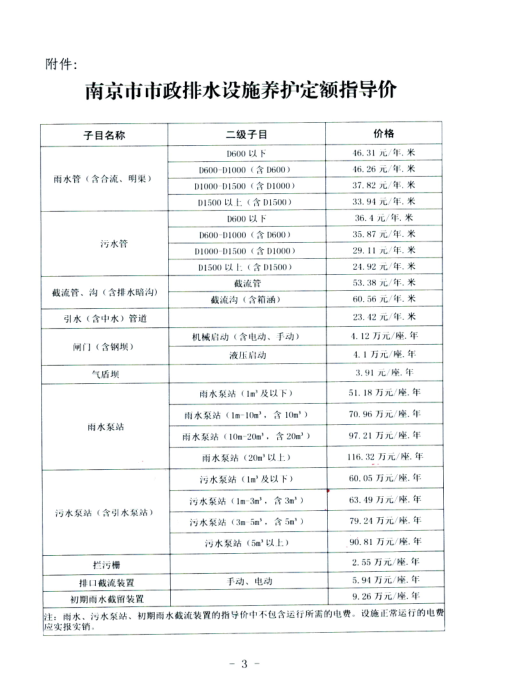 附件:
南京市市政排水设施养护定额指导价
子目名称 二级子目 价格
雨水管（含合流、明渠） D600 以下 46.31 元/年.米
D600-D1000（含 D600） 46.26 元/年.米
D1000-D1500（含 D1000） 37.82 元/年.米
D1500 以上（含 D1500） 33.94 元/年.米
污水管 D600 以下 36.4 元/年.米
D600-D1000（含 D600） 35.87 元/年.米
D1000-D1500（含 D1000） 29.11 元/年.米
D1500 以上（含 D1500） 24.92 元/年.米
截流管、沟（含排水暗沟） 截流管 53.38 元/年.米
截流沟（含箱涵） 60.56 元/年.米
引水（含中水）管道 23.42 元/年.米
闸门（含钢坝） 机械启动（含电动、手动） 4.12 万元/座.年
液压启动 4.1 万元/座.年
气盾坝 3.91 元/座.年
雨水泵站 雨水泵站（1m³及以下） 51.18 万元/座.年
雨水泵站（1m-10m³，含 10m³） 70.96 万元/座.年
雨水泵站（10m-20m³，含 20m³） 97.21 万元/座.年
雨水泵站（20m³以上） 116.32 万元/座.年
污水泵站（含引水泵站） 污水泵站（1m³及以下） 60.05 万元/座.年
污水泵站（1m-3m³，含 3m³） 63.49 万元/座.年
污水泵站（3m-5m³，含 5m³） 79.24 万元/座.年
污水泵站（5m³以上） 90.81 万元/座.年
拦污栅 2.55 万元/座.年
排口截流装置 手动、电动 5.94 万元/座.年
初期雨水截留装置 9.26 万元/座.年
注：雨水、污水泵站、初期雨水截流装置的指导价中不包含运行所需的电费。设施正常运行的电费
应实报实销。
- 3 -